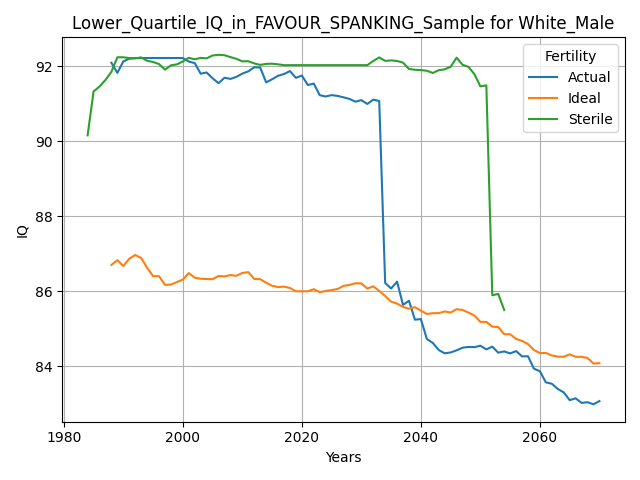 Lower_Quartile_IQ_in_FAVOUR_SPANKING_Sample for White_Male
Fertility
Actual
Ideal
Sterile
92
90
88
86
84
IQ
1980
2000
2020
2040
2060
Years